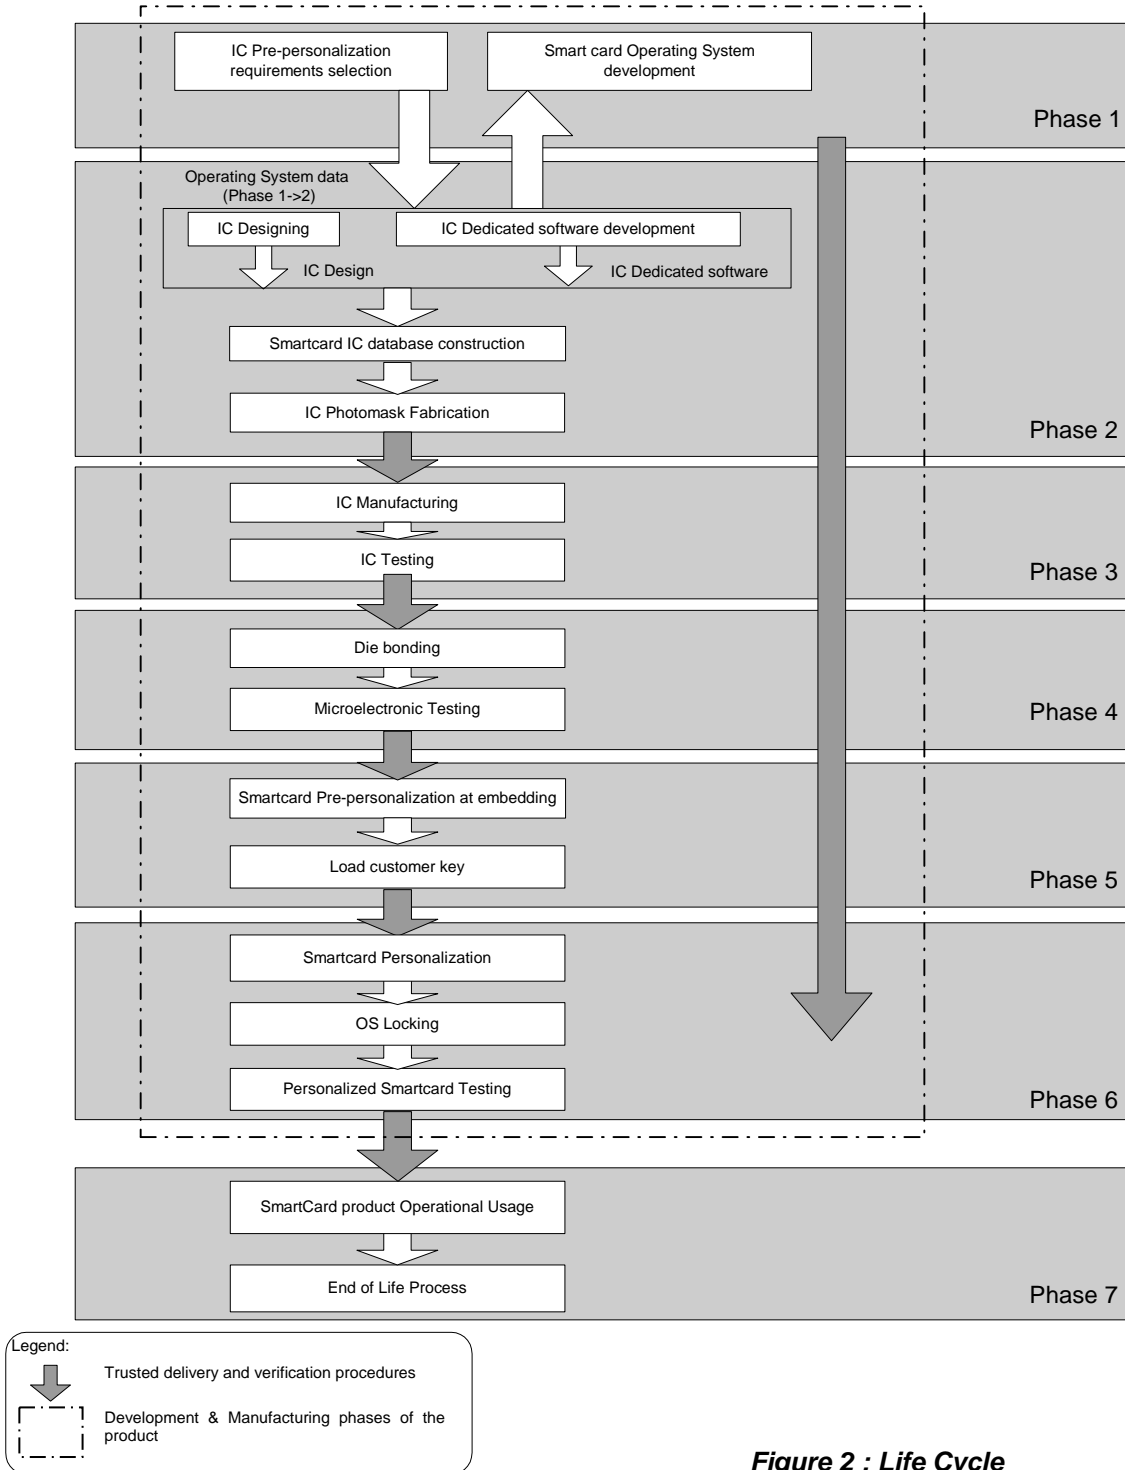 IC Pre-personalization
requirements selection
Smart card Operating System
development
Phase 1
Operating System data
(Phase 1->2)
IC Designing
IC Dedicated software development
IC Design
IC Dedicated software
Smartcard IC database construction
IC Photomask Fabrication
Phase 2
IC Manufacturing
IC Testing
Phase 3
Die bonding
Microelectronic Testing
Phase 4
Smartcard Pre-personalization at embedding
Load customer key
Phase 5
Smartcard Personalization
OS Locking
Personalized Smartcard Testing
Phase 6
SmartCard product Operational Usage
End of Life Process
Phase 7
Legend:
Trusted delivery and verification procedures
Development & Manufacturing phases of the
product
Figure 2 : Life Cycle